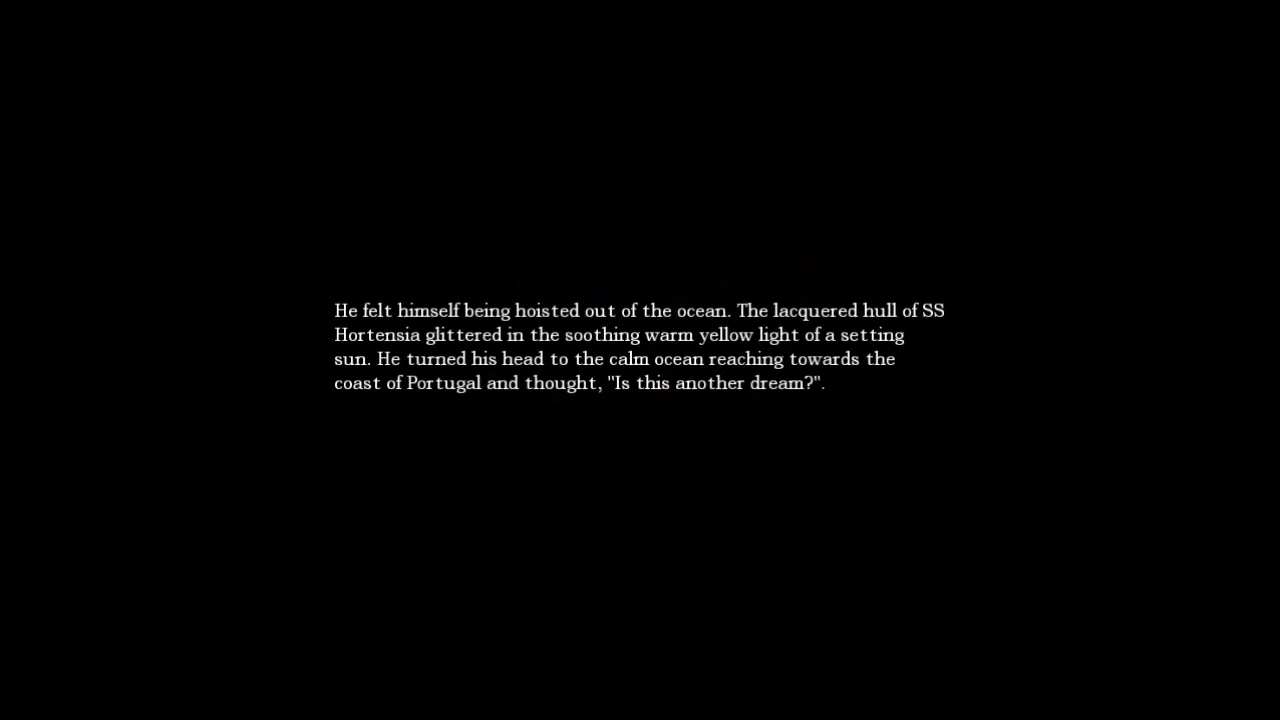 He felt himself being hoisted out of the ocean. The lacquered hull of SS
Hortensia glittered in the soothing warm yellow light of a setting
sun. He turned his head to the calm ocean reaching towards the
coast of Portugal and thought, "Is this another dream?".